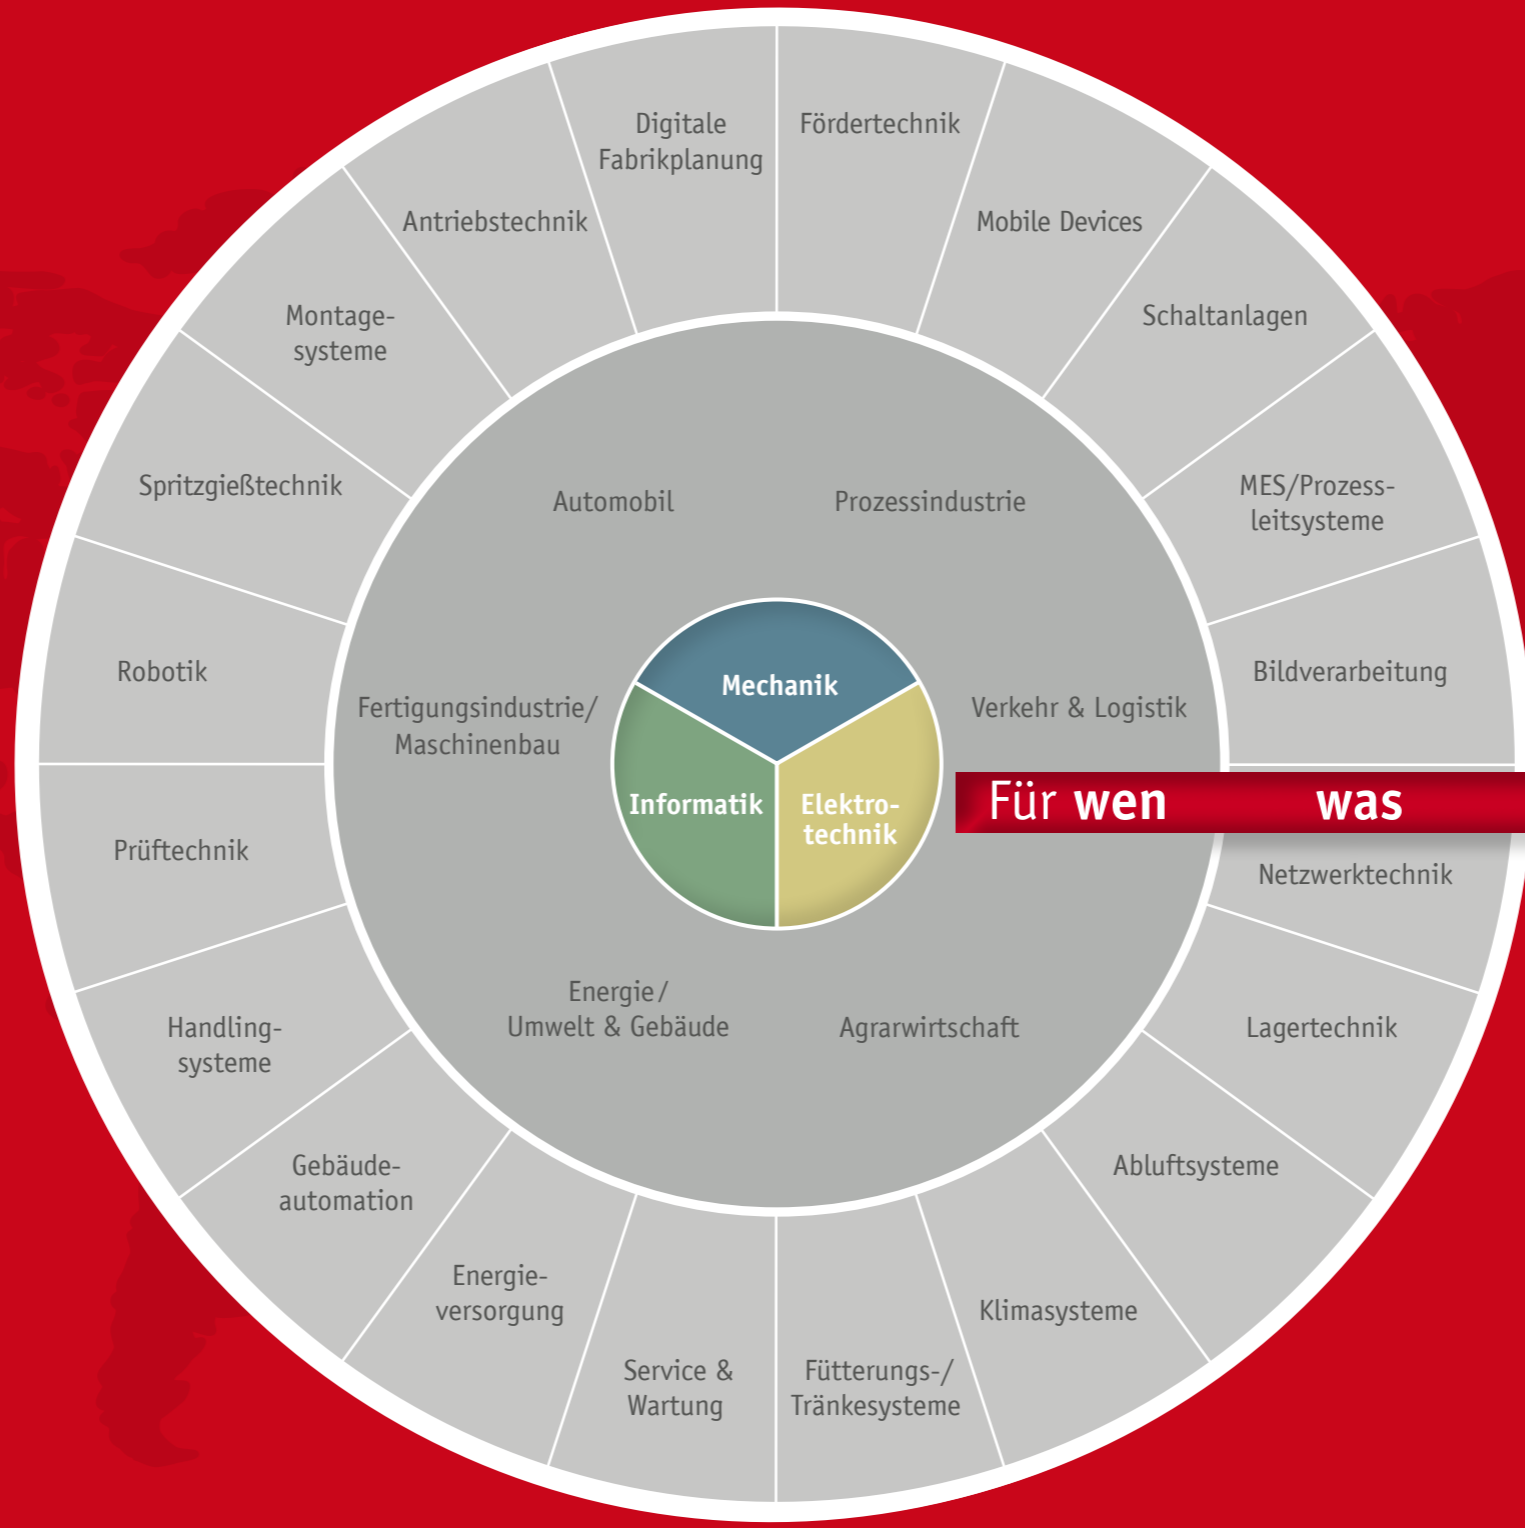 Digitale
Fabrikplanung
Fördertechnik
Mobile Devices
Schaltanlagen
MES/Prozess-
leitsysteme
Bildverarbeitung
Netzwerktechnik
Lagertechnik
Abluftsysteme
Klimasysteme
Fütterungs-/
Tränkesysteme
Service &
Wartung
Energie-
versorgung
Gebäude-
automation
Handling-
systeme
Prüftechnik
Robotik
Spritzgießtechnik
Montage-
systeme
Antriebstechnik
Automobil
Prozessindustrie
Verkehr & Logistik
Agrarwirtschaft
Energie/
Umwelt & Gebäude
Fertigungsindustrie/
Maschinenbau
Mechanik
Elektro-
technik
Informatik
Für wen was